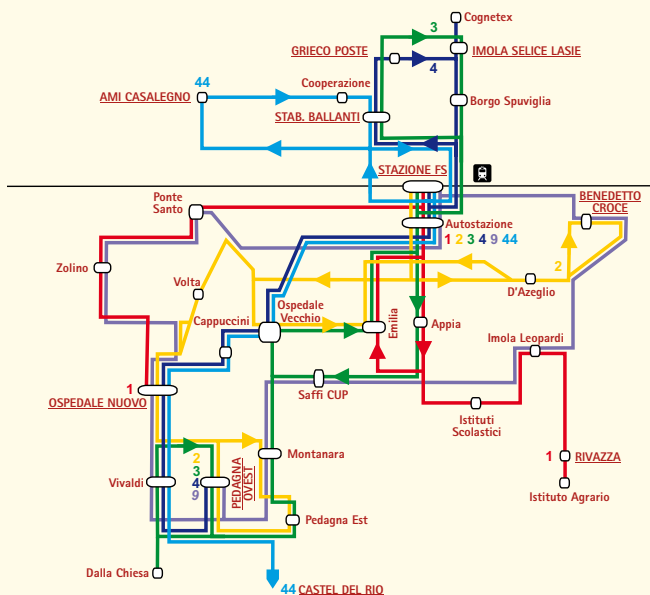 Cognetex
3
GRIECO POSTE
IMOLA SELICE LASIE
4
44
Cooperazione
AMI CASALEGNO
Borgo Spuviglia
STAB. BALLANTI
STAZIONE FS
Ponte
Santo
BENEDETTO
CROCE
Autostazione
1 2 3 4 9 44
Zolino
2
Volta
D'Azeglio
Ospedale
Vecchio
Cappuccini
Emilia
Appia
Imola Leopardi
1
OSPEDALE NUOVO
Saffi CUP
Istituti
Scolastici
Montanara
2
3
4
9
PEDAGNA
OVEST
Vivaldi
1
RIVAZZA
Istituto Agrario
Pedagna Est
Dalla Chiesa
44 CASTEL DEL RIO